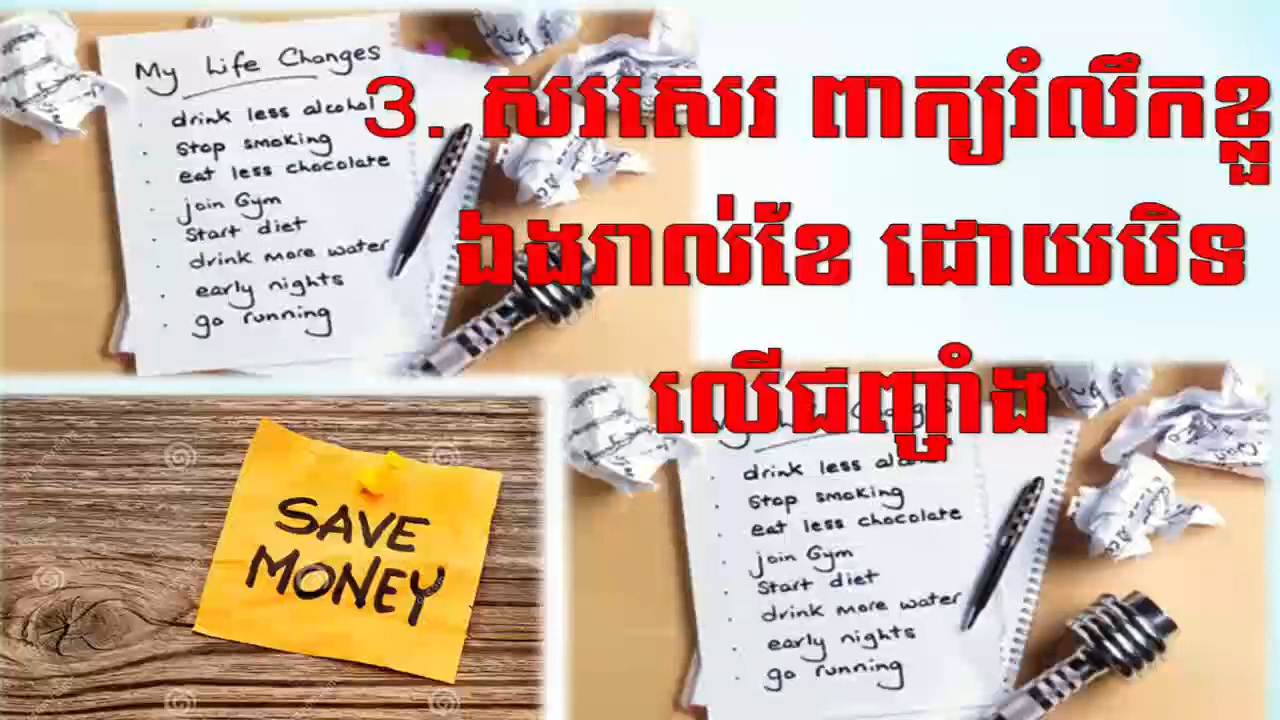 My Life Changes
. drink less alcohol
. Stop smoking
. eat less chocolate
. join Gym
. Start diet
. drink more water
. early nights
. go running
3. សរសេរ ពាក្យរំលឹកខ្លួ
ឯងរាល់ខែ ដោយបិទ
លើជញ្ជាំង
SAVE
MONEY
. drink less alcohol
. Stop smoking
. eat less chocolate
. join Gym
. Start diet
. drink more water
. early nights
. go running